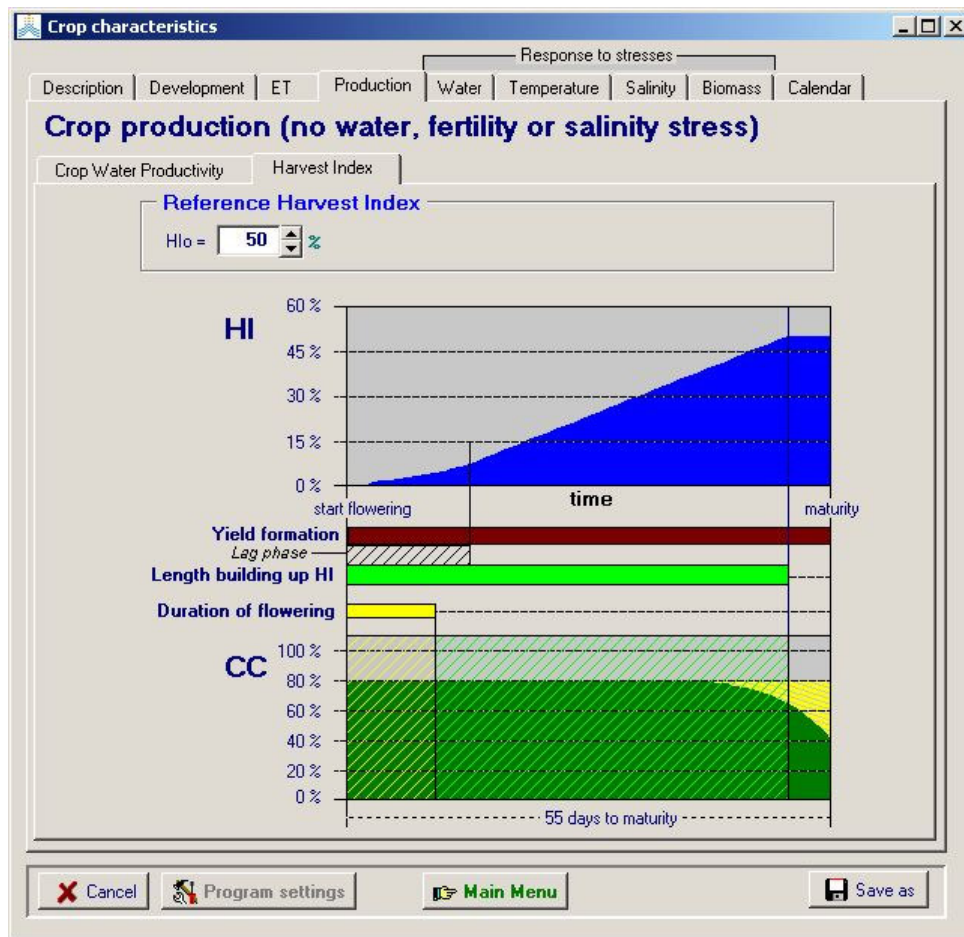 Crop characteristics
Response to stresses
Description Development ET Production Water Temperature Salinity Biomass Calendar
Crop production (no water, fertility or salinity stress)
Crop Water Productivity Harvest Index
Reference Harvest Index
HIo = 50 %
HI
60 %
45 %
30 %
15 %
0 %
time
start flowering maturity
Yield formation
Lag phase
Length building up HI
Duration of flowering
CC
100 %
80 %
60 %
40 %
20 %
0 %
55 days to maturity
Cancel Program settings Main Menu Save as